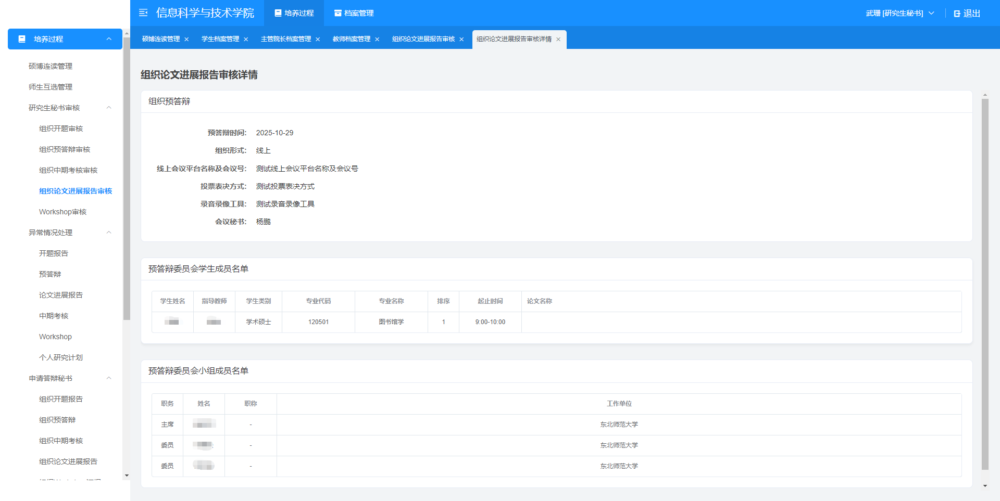 信息科学与技术学院
培养过程
档案管理
武珊 [研究生秘书]
退出
硕博连读管理
学生档案管理
主管院长档案管理
教师档案管理
组织论文进展报告审核
组织论文进展报告审核详情
培养过程
硕博连读管理
师生互选管理
研究生秘书审核
组织开题审核
组织预答辩审核
组织中期考核审核
组织论文进展报告审核
Workshop审核
异常情况处理
开题报告
预答辩
论文进展报告
中期考核
Workshop
个人研究计划
申请答辩秘书
组织开题报告
组织预答辩
组织中期考核
组织论文进展报告
组织论文进展报告审核详情
组织预答辩
预答辩时间: 2025-10-29
组织形式: 线上
线上会议平台名称及会议号: 测试线上会议平台名称及会议号
投票表决方式: 测试投票表决方式
录音录像工具: 测试录音录像工具
会议秘书: 杨鹏
预答辩委员会学生成员名单
学生姓名 指导教师 学生类别 专业代码 专业名称 排序 起止时间 论文名称
学术硕士 120501 图书馆学 1 9:00-10:00
预答辩委员会小组成员名单
职务 姓名 职称 工作单位
主席 - 东北师范大学
委员 - 东北师范大学
委员 - 东北师范大学